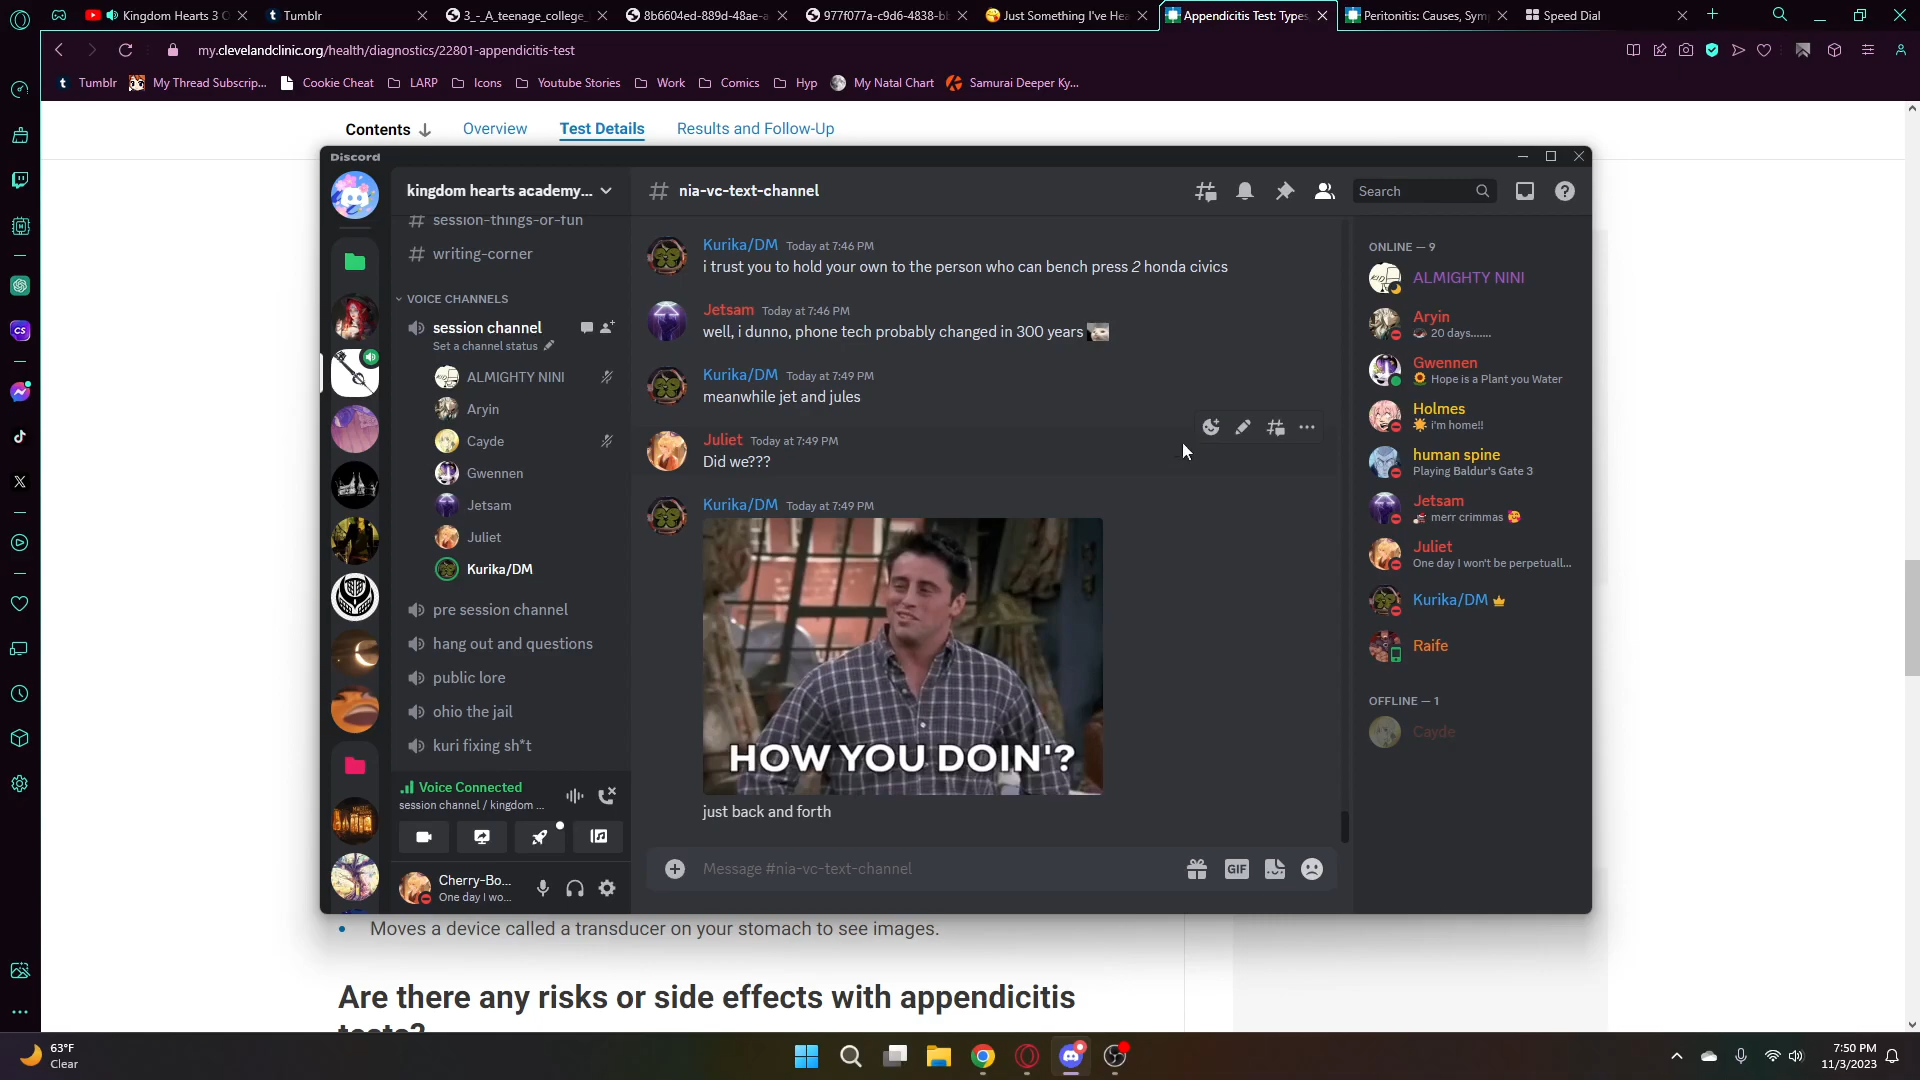 Kingdom Hearts 3 O
Tumblr
3_-_A_teenage_college_
8b6604ed-889d-48ae-a
977f077a-c9d6-4838-b
Just Something I've Hea
Appendicitis Test: Types,
Peritonitis: Causes, Sym
Speed Dial
my.clevelandclinic.org/health/diagnostics/22801-appendicitis-test
Tumblr
My Thread Subscrip...
Cookie Cheat
LARP
Icons
Youtube Stories
Work
Comics
Hyp
My Natal Chart
Samurai Deeper Ky...
Contents
Overview
Test Details
Results and Follow-Up
Discord
kingdom hearts academy...
session-things-or-fun
writing-corner
VOICE CHANNELS
session channel
Set a channel status
ALMIGHTY NINI
Aryin
Cayde
Gwennen
Jetsam
Juliet
Kurika/DM
pre session channel
hang out and questions
public lore
ohio the jail
kuri fixing sh*t
Voice Connected
session channel / kingdom ...
Cherry-Bo...
One day I wo...
nia-vc-text-channel
Search
Kurika/DM Today at 7:46 PM
i trust you to hold your own to the person who can bench press 2 honda civics
Jetsam Today at 7:46 PM
well, i dunno, phone tech probably changed in 300 years
Kurika/DM Today at 7:49 PM
meanwhile jet and jules
Juliet Today at 7:49 PM
Did we???
Kurika/DM Today at 7:49 PM
HOW YOU DOIN'?
just back and forth
Message #nia-vc-text-channel
GIF
ONLINE — 9
ALMIGHTY NINI
Aryin
20 days.......
Gwennen
Hope is a Plant you Water
Holmes
i'm home!!
human spine
Playing Baldur's Gate 3
Jetsam
merr crimmas
Juliet
One day I won't be perpetuall...
Kurika/DM
Raife
OFFLINE — 1
Cayde
Moves a device called a transducer on your stomach to see images.
Are there any risks or side effects with appendicitis
tests?
63°F
Clear
7:50 PM
11/3/2023